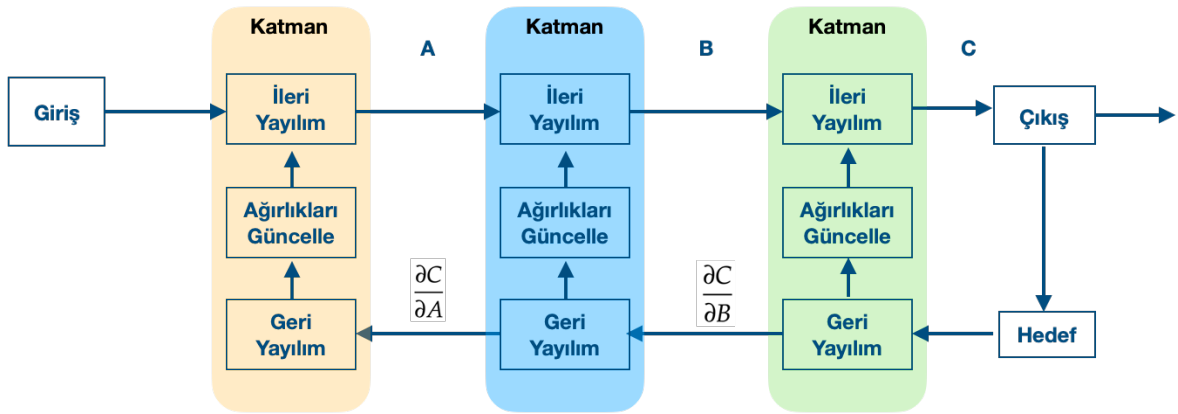 Katman
Katman
Katman
A
B
C
Giriş
İleri
Yayılım
İleri
Yayılım
İleri
Yayılım
Çıkış
Ağırlıkları
Güncelle
Ağırlıkları
Güncelle
Ağırlıkları
Güncelle
∂C
∂A
∂C
∂B
Geri
Yayılım
Geri
Yayılım
Geri
Yayılım
Hedef